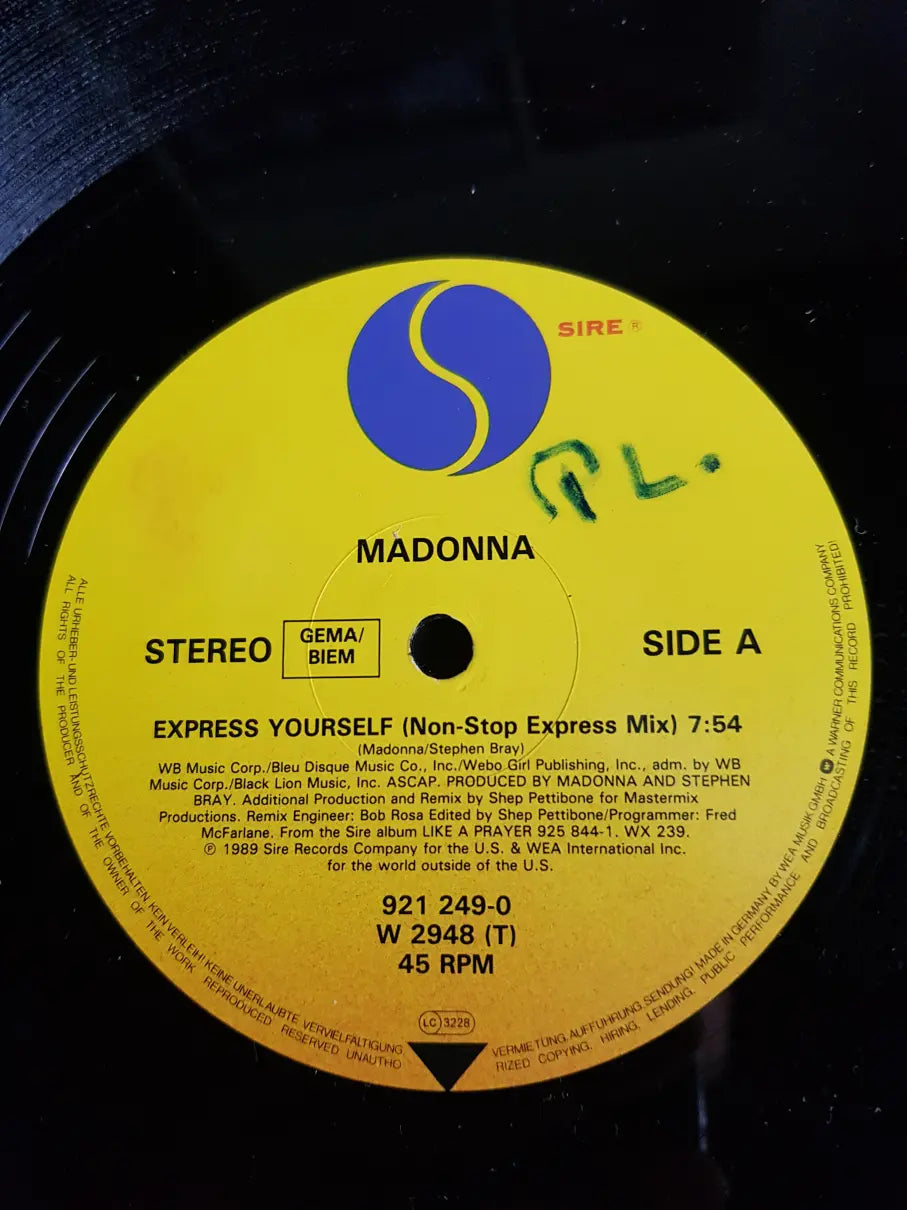 SIRE ®
PL.
MADONNA
STEREO
GEMA/
BIEM
SIDE A
EXPRESS YOURSELF (Non-Stop Express Mix) 7:54
(Madonna/Stephen Bray)
WB Music Corp./Bleu Disque Music Co., Inc./Webo Girl Publishing, Inc., adm. by WB
Music Corp./Black Lion Music, Inc. ASCAP. PRODUCED BY MADONNA AND STEPHEN
BRAY. Additional Production and Remix by Shep Pettibone for Mastermix
Productions. Remix Engineer: Bob Rosa Edited by Shep Pettibone/Programmer: Fred
McFarlane. From the Sire album LIKE A PRAYER 925 844-1. WX 239.
℗ 1989 Sire Records Company for the U.S. & WEA International Inc.
for the world outside of the U.S.
921 249-0
W 2948 (T)
45 RPM
LC 3228
ALLE URHEBER- UND LEISTUNGSSCHUTZRECHTE VORBEHALTEN. KEIN VERLEIH! KEINE UNERLAUBTE VERVIELFÄLTIGUNG,
VERMIETUNG, AUFFÜHRUNG, SENDUNG! MADE IN GERMANY BY WEA MUSIK GMBH A WARNER COMMUNICATIONS COMPANY
ALL RIGHTS OF THE PRODUCER AND OF THE OWNER OF THE WORK REPRODUCED RESERVED UNAUTHO
RIZED COPYING, HIRING, LENDING, PUBLIC PERFORMANCE AND BROADCASTING OF THIS RECORD PROHIBITED!